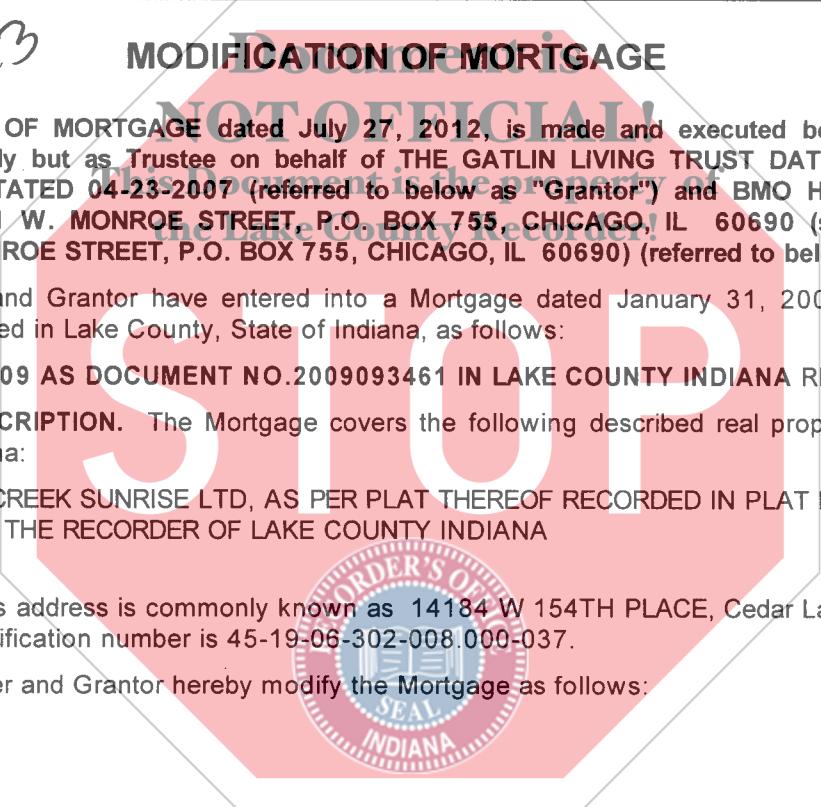 3
MODIFICATION OF MORTGAGE
Document is
NOT OFFICIAL!
This Document is the property of
the Lake County Recorder!
OF MORTGAGE dated July 27, 2012, is made and executed be
ly but as Trustee on behalf of THE GATLIN LIVING TRUST DAT
TATED 04-23-2007 (referred to below as "Grantor") and BMO H
W. MONROE STREET, P.O. BOX 755, CHICAGO, IL 60690 (s
ROE STREET, P.O. BOX 755, CHICAGO, IL 60690) (referred to bel
and Grantor have entered into a Mortgage dated January 31, 200
ed in Lake County, State of Indiana, as follows:
09 AS DOCUMENT NO.2009093461 IN LAKE COUNTY INDIANA R
CRIPTION. The Mortgage covers the following described real prop
na:
CREEK SUNRISE LTD, AS PER PLAT THEREOF RECORDED IN PLAT
THE RECORDER OF LAKE COUNTY INDIANA
s address is commonly known as 14184 W 154TH PLACE, Cedar La
ification number is 45-19-06-302-008.000-037.
er and Grantor hereby modify the Mortgage as follows:
STOP
RECORDER'S OFFIC
SEAL
INDIANA